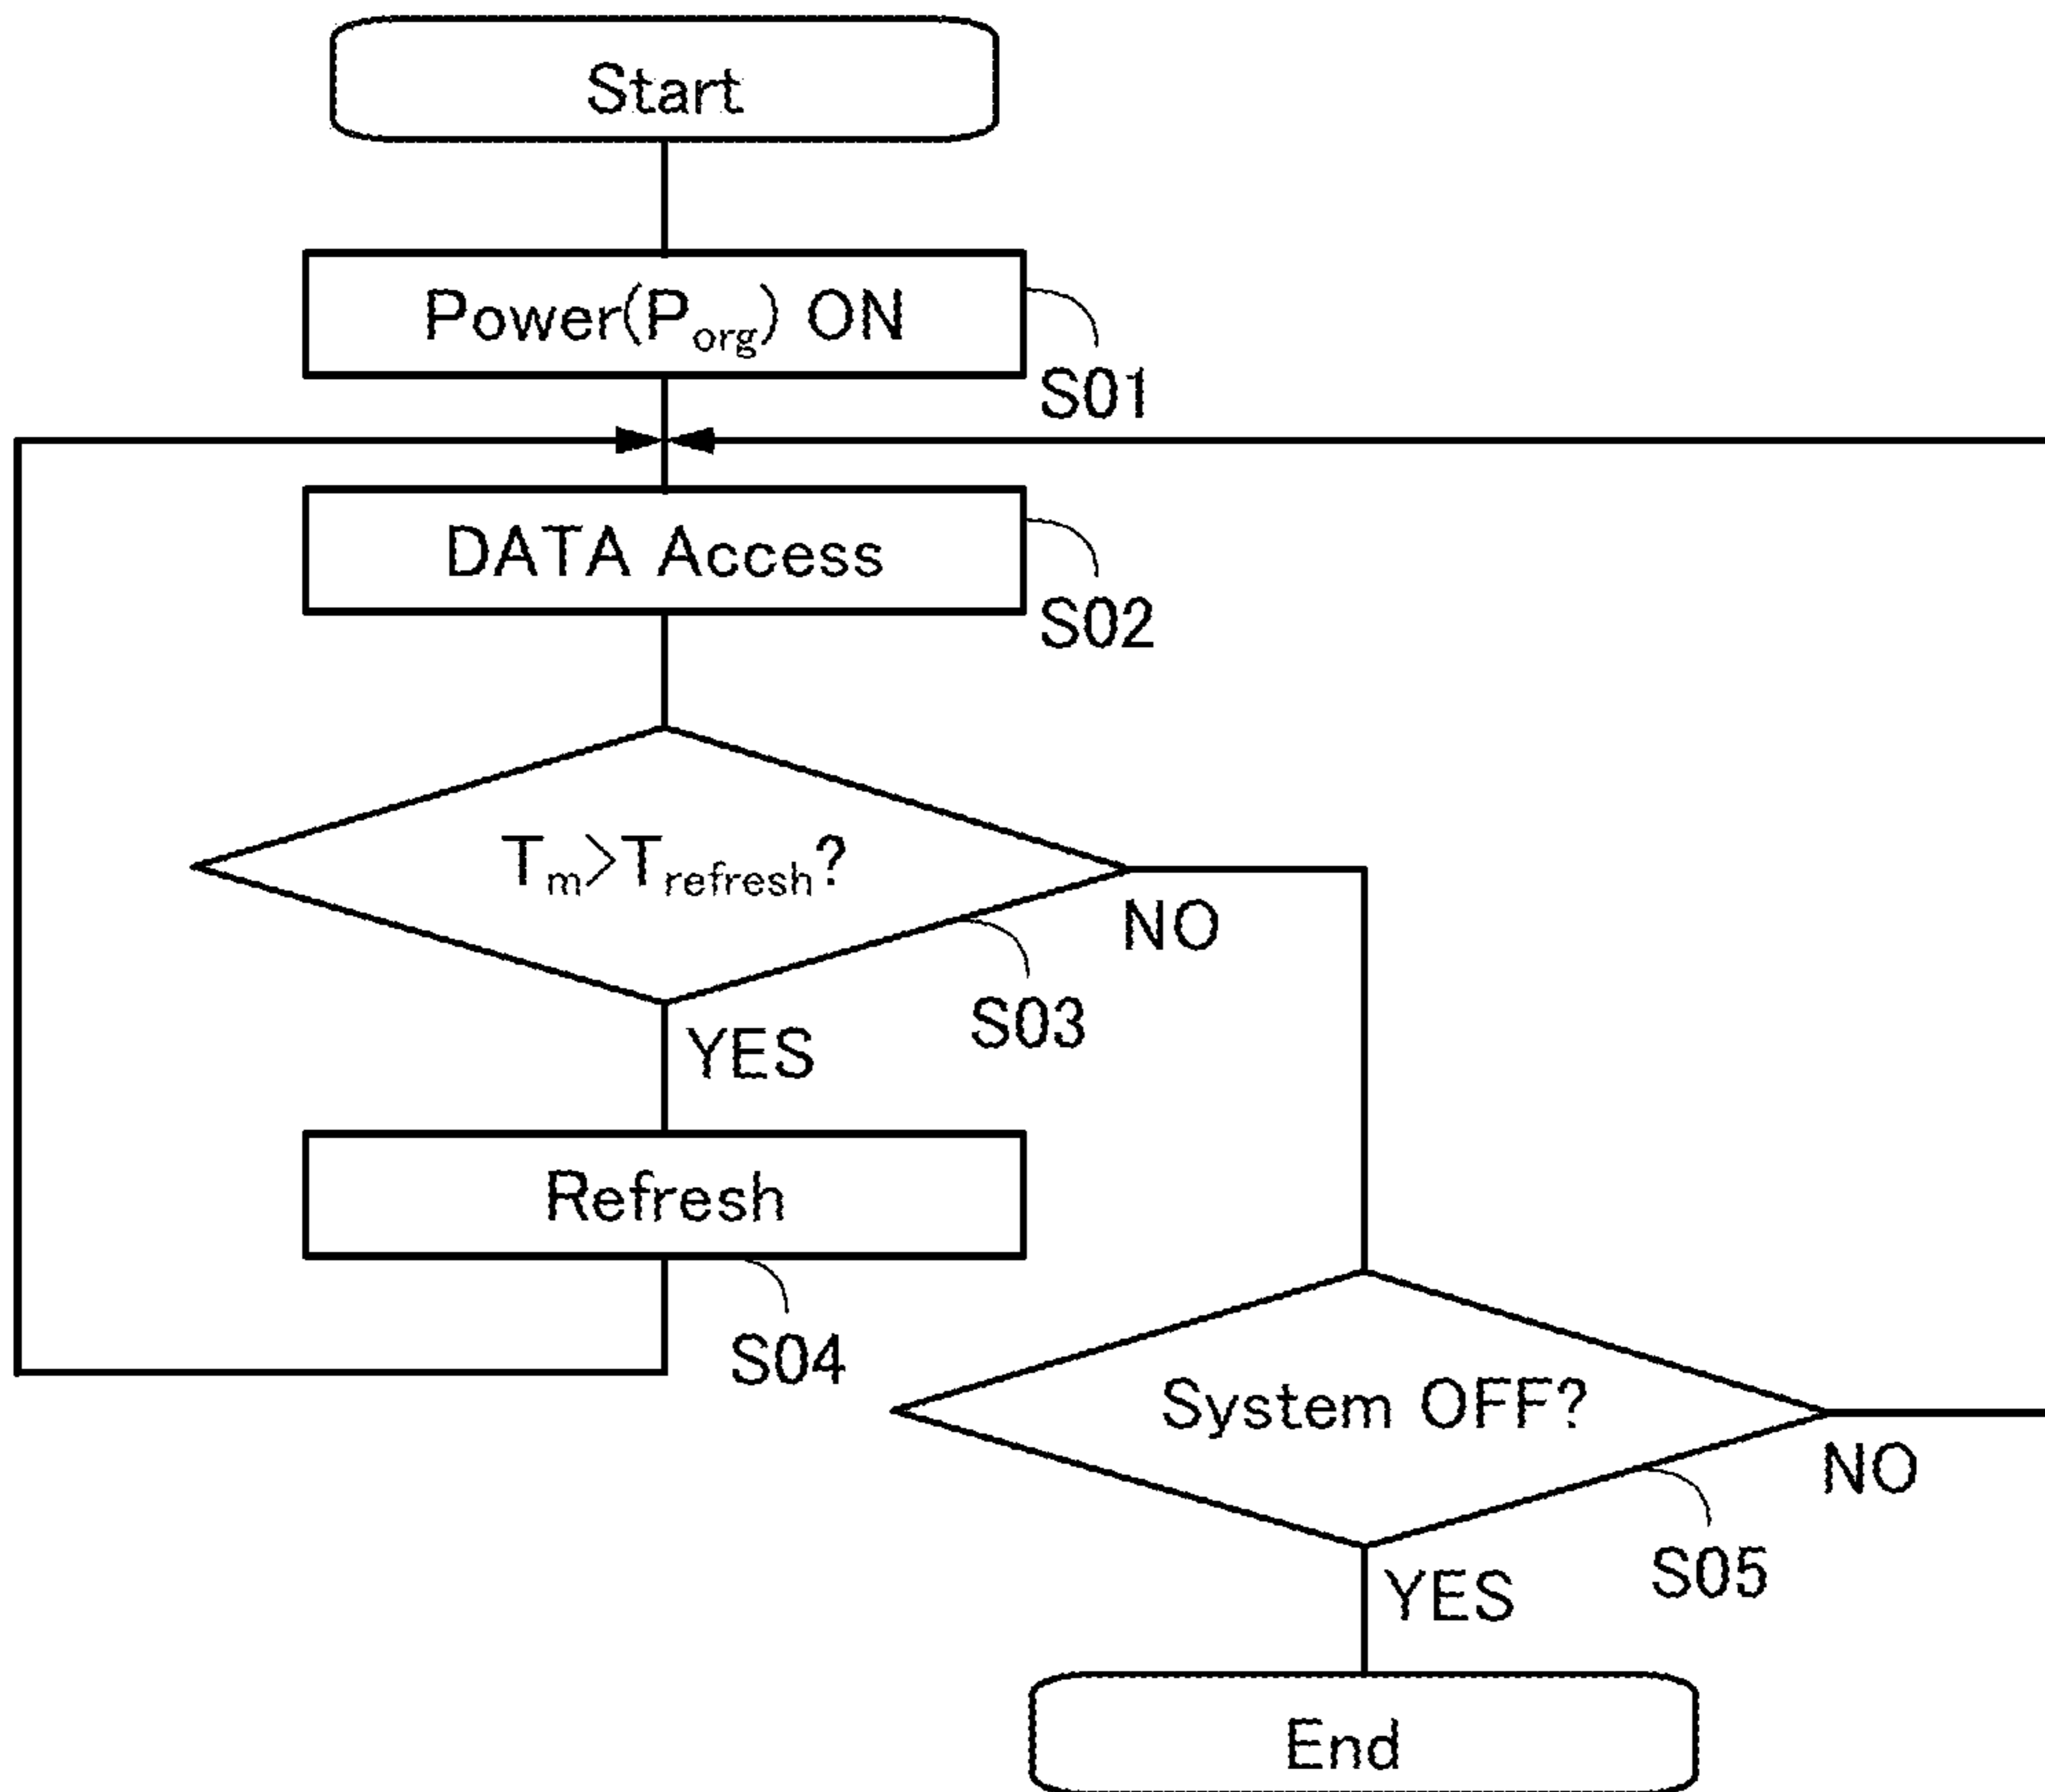 Start
Power(Porg) ON
S01
DATA Access
S02
Tm>Trefresh?
NO
S03
YES
Refresh
S04
System OFF?
NO
S05
YES
End